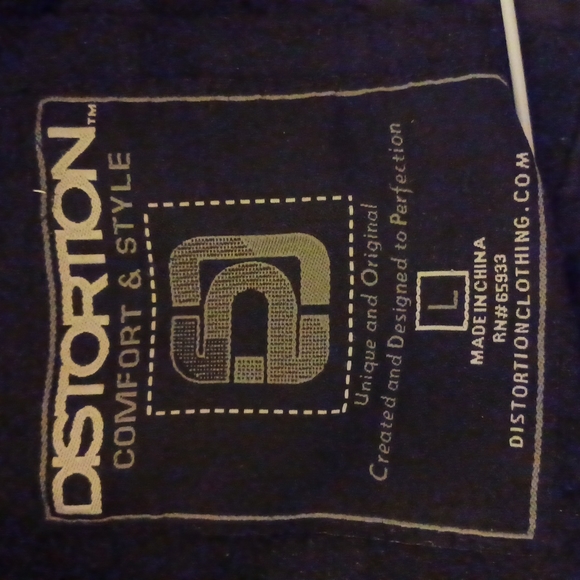 DISTORTION™
COMFORT & STYLE
Unique and Original
Created and Designed to Perfection
L
MADE IN CHINA
RN# 65933
DISTORTIONCLOTHING.COM